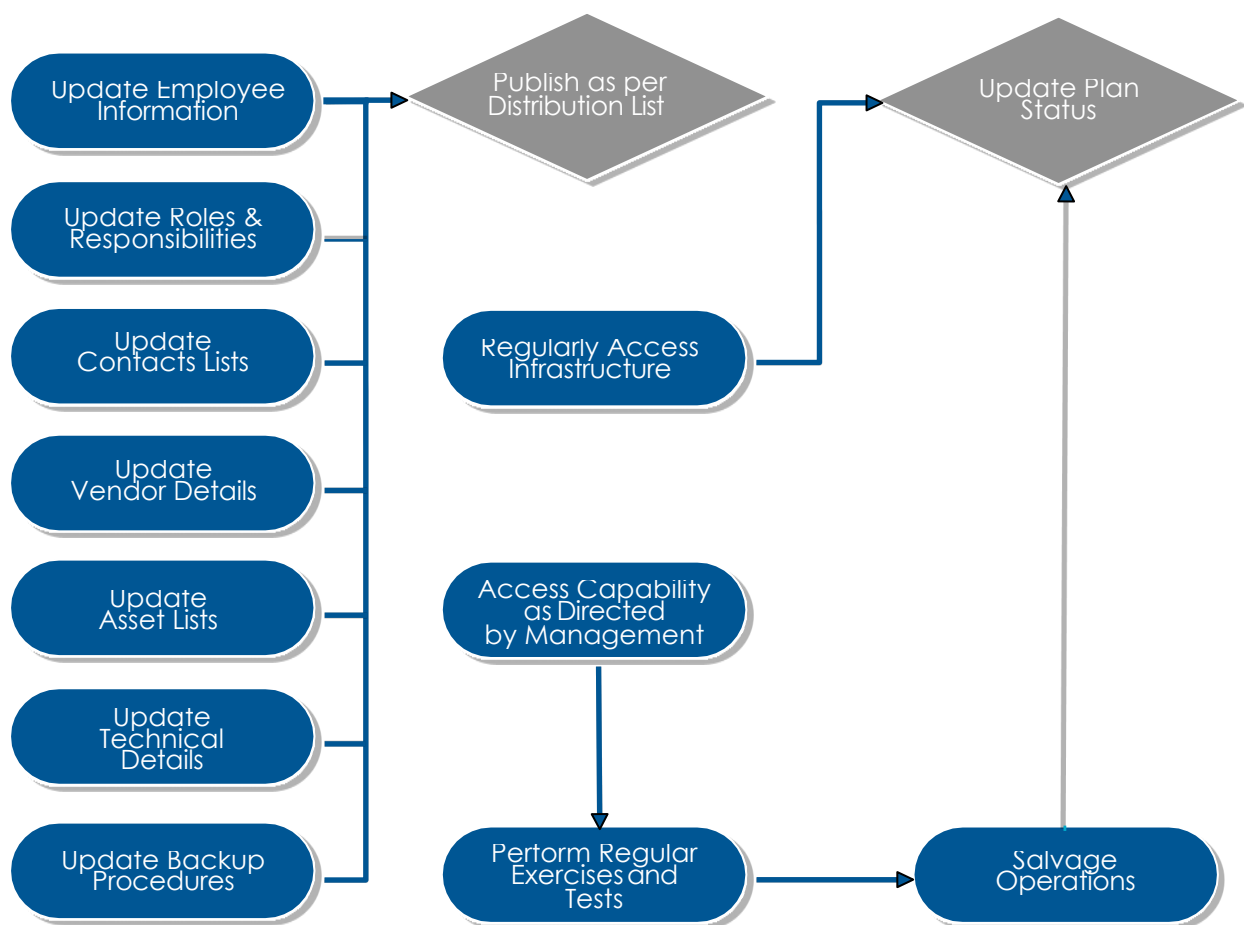 Update Employee
Information
Publish as per
Distribution List
Update Plan
Status
Update Roles &
Responsibilities
Update
Contacts Lists
Regularly Access
Infrastructure
Update
Vendor Details
Update
Asset Lists
Access Capability
as Directed
by Management
Update
Technical
Details
Update Backup
Procedures
Perform Regular
Exercises and
Tests
Salvage
Operations